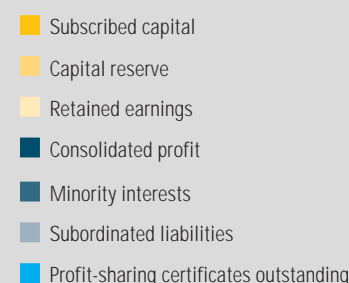 Subscribed capital
Capital reserve
Retained earnings
Consolidated profit
Minority interests
Subordinated liabilities
Profit-sharing certificates outstanding